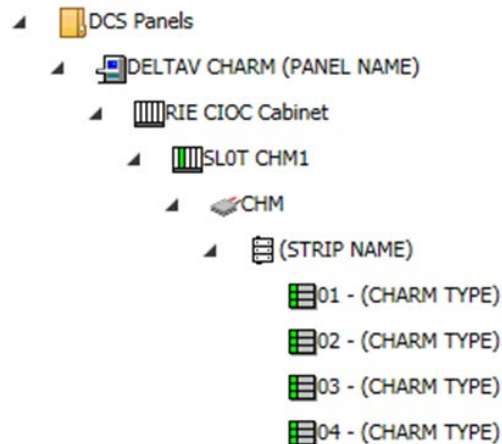 DCS Panels
DELTAV CHARM (PANEL NAME)
RIE CIOC Cabinet
SL0T CHM1
CHM
(STRIP NAME)
01 - (CHARM TYPE)
02 - (CHARM TYPE)
03 - (CHARM TYPE)
04 - (CHARM TYPE)